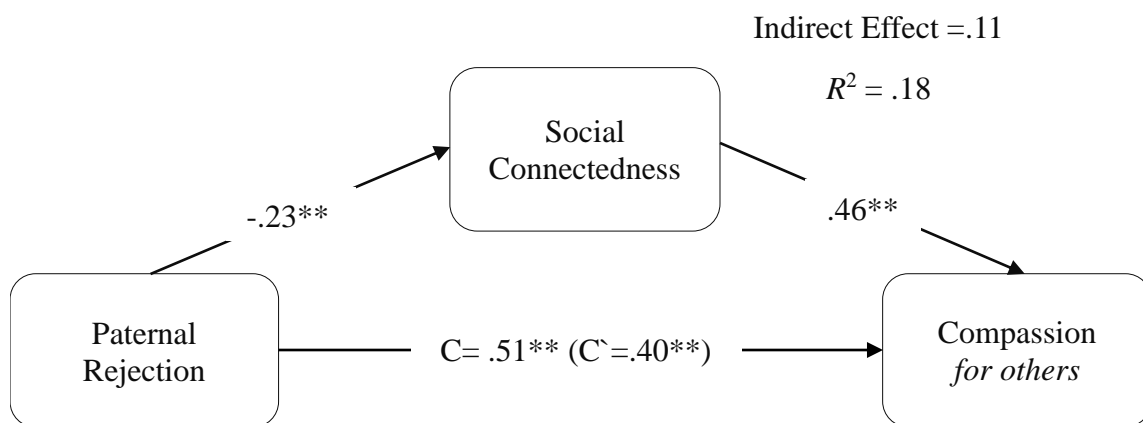 Indirect Effect =.11
R² = .18
Social
Connectedness
-.23**
.46**
Paternal
Rejection
C= .51** (C`=.40**)
Compassion
for others